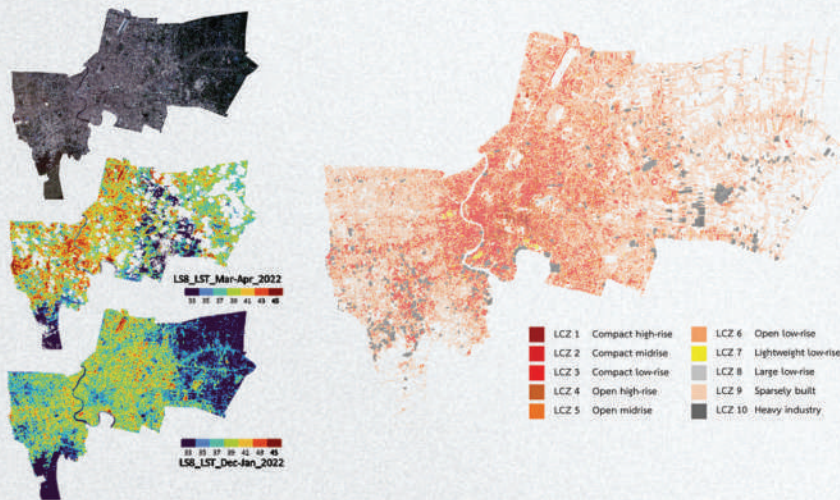 LS8_LST_Mar-Apr_2022
33 35 37 39 41 43 45
33 35 37 39 41 43 45
LS8_LST_Dec-Jan_2022
LCZ 1 Compact high-rise
LCZ 2 Compact midrise
LCZ 3 Compact low-rise
LCZ 4 Open high-rise
LCZ 5 Open midrise
LCZ 6 Open low-rise
LCZ 7 Lightweight low-rise
LCZ 8 Large low-rise
LCZ 9 Sparsely built
LCZ 10 Heavy industry